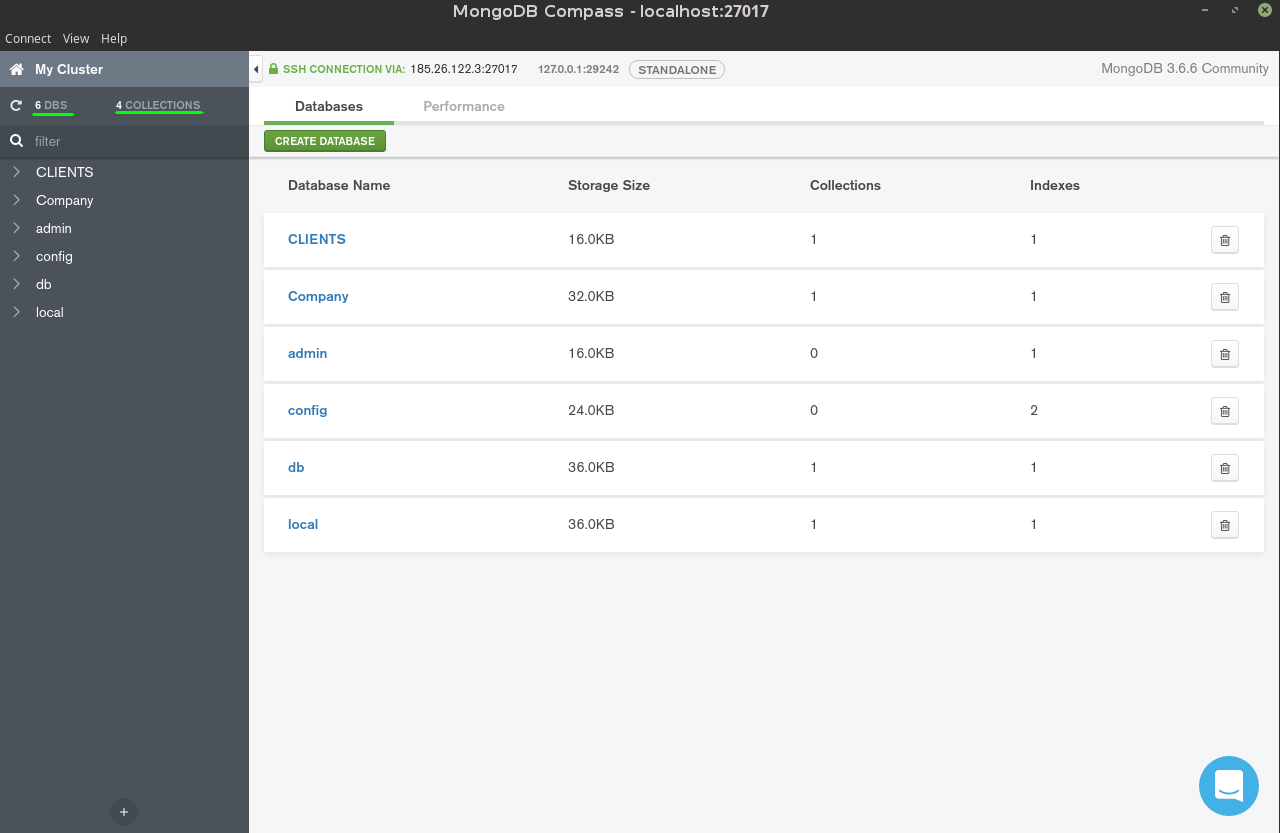 MongoDB Compass - localhost:27017
Connect View Help
My Cluster
SSH CONNECTION VIA: 185.26.122.3:27017 127.0.0.1:29242 STANDALONE MongoDB 3.6.6 Community
6 DBS 4 COLLECTIONS
Databases Performance
filter
CREATE DATABASE
CLIENTS
Company
admin
config
db
local
Database Name Storage Size Collections Indexes
CLIENTS 16.0KB 1 1
Company 32.0KB 1 1
admin 16.0KB 0 1
config 24.0KB 0 2
db 36.0KB 1 1
local 36.0KB 1 1